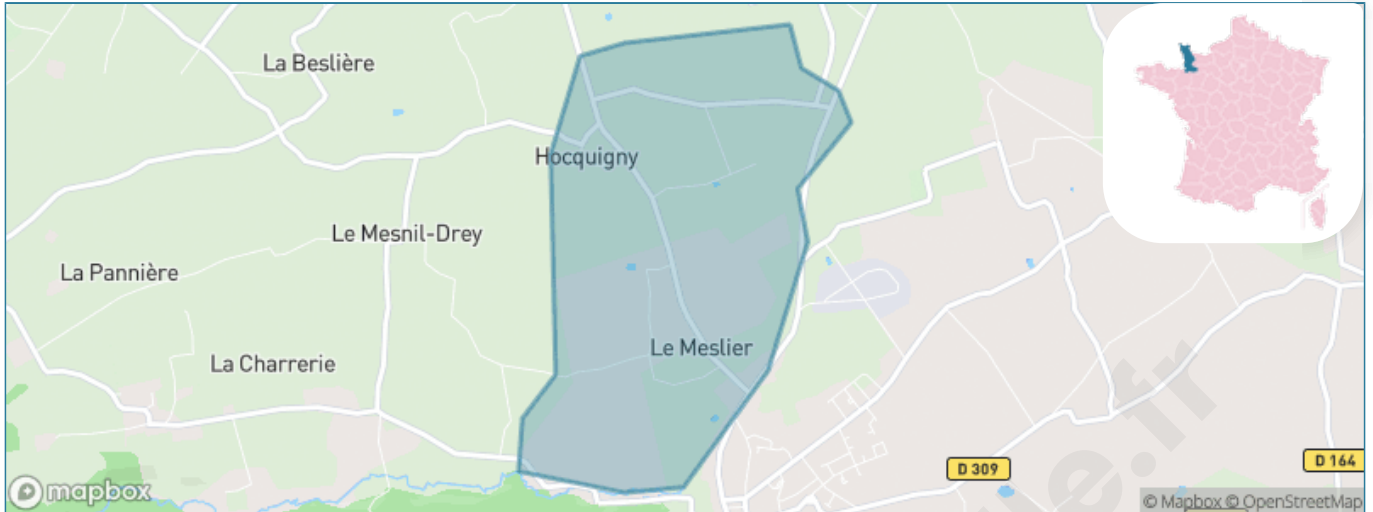 La Beslière
Hocquigny
Le Mesnil-Drey
La Pannière
Le Meslier
La Charrerie
D 309
D 164
mapbox
© Mapbox © OpenStreetMap